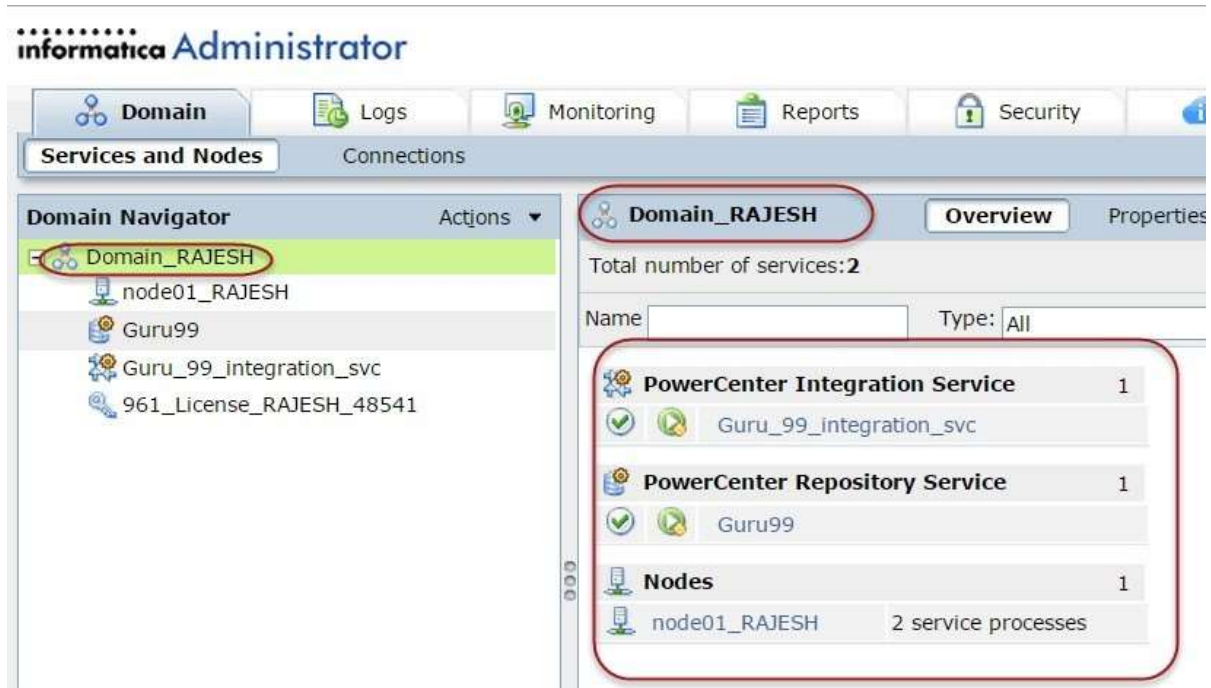 informatica Administrator
Domain Logs Monitoring Reports Security
Services and Nodes Connections
Domain Navigator Actions
Domain_RAJESH
node01_RAJESH
Guru99
Guru_99_integration_svc
961_License_RAJESH_48541
Domain_RAJESH Overview Properties
Total number of services:2
Name Type: All
PowerCenter Integration Service 1
Guru_99_integration_svc
PowerCenter Repository Service 1
Guru99
Nodes 1
node01_RAJESH 2 service processes